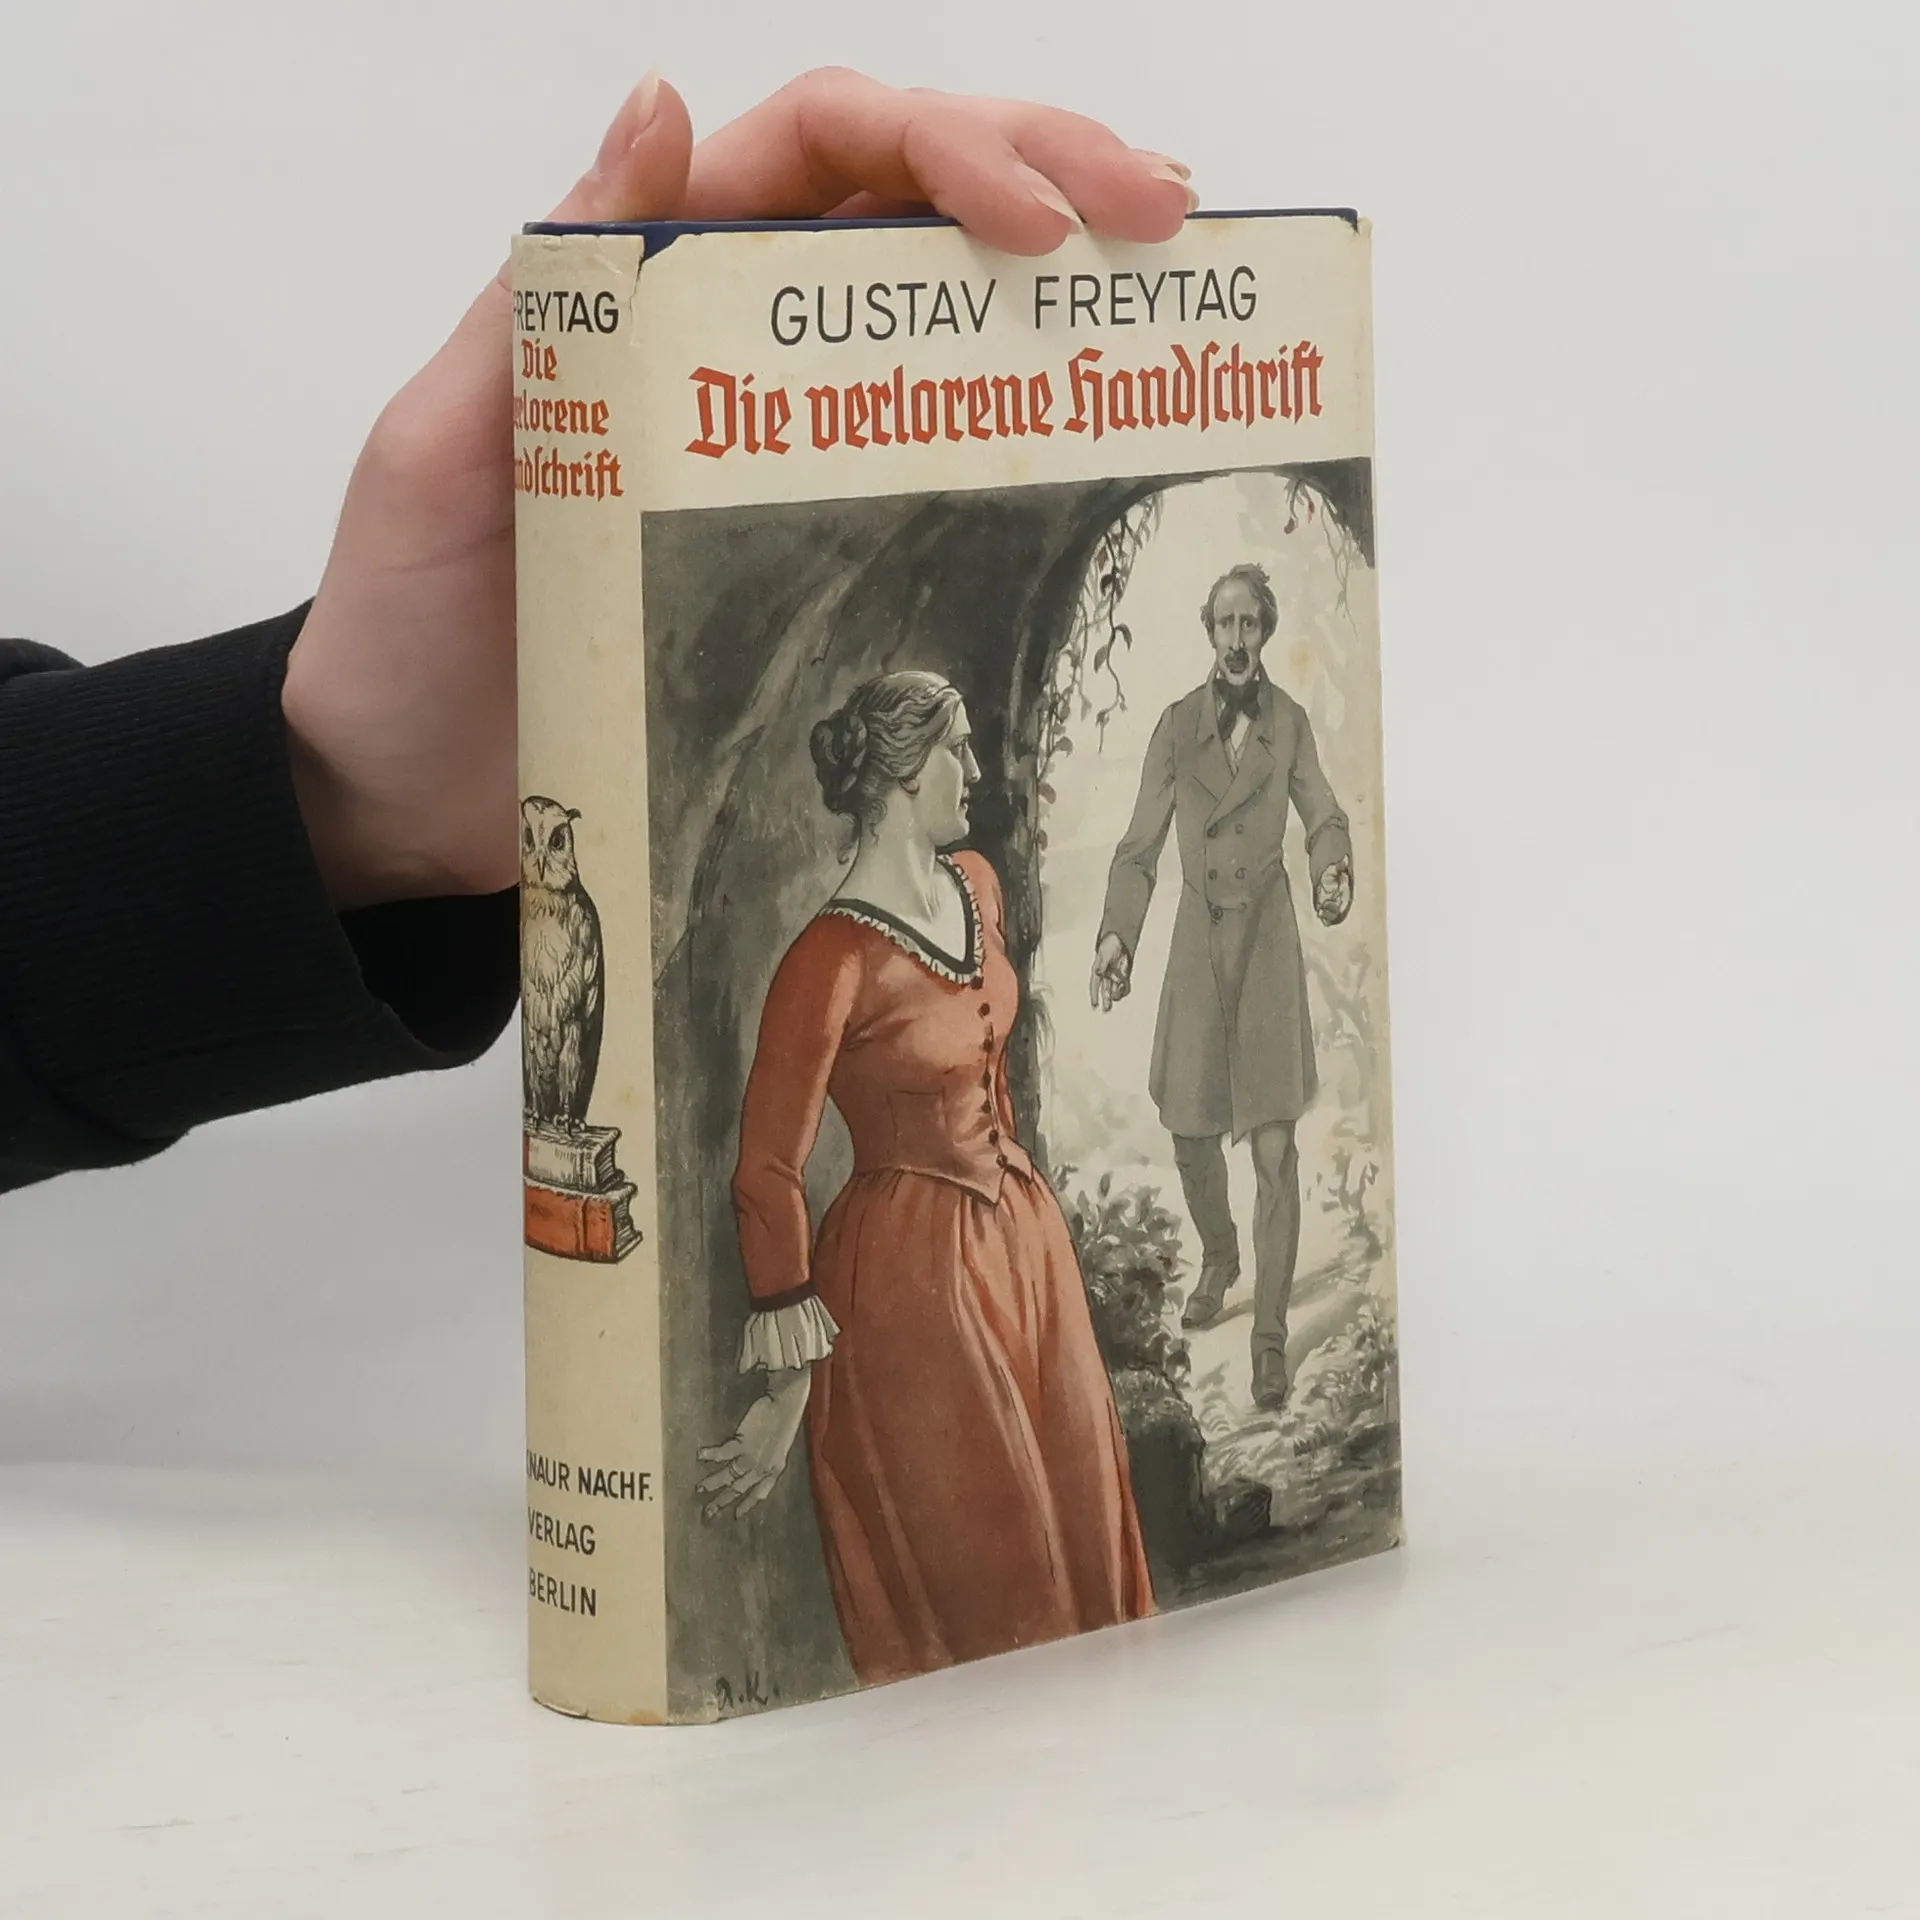 FREYTAG
Die
verlorene
Handſchrift
KNAUR NACHF.
VERLAG
BERLIN
GUSTAV FREYTAG
Die verlorene Handſchrift
A.K.